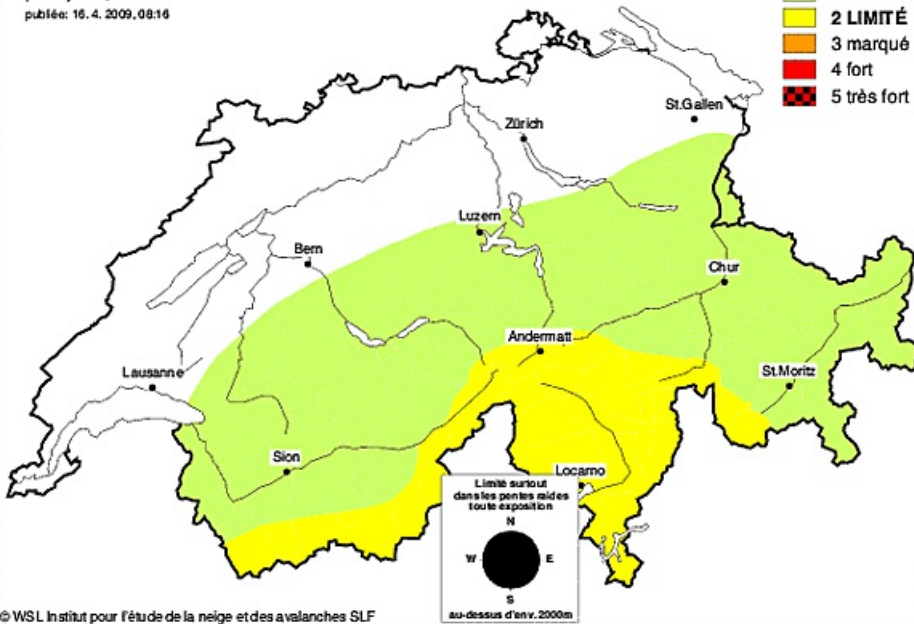 publiée: 16. 4. 2009, 08:16
2 LIMITÉ
3 marqué
4 fort
5 très fort
St.Gallen
Zürich
Luzern
Bern
Chur
Andermatt
Lausanne
St.Moritz
Sion
Locarno
Limité surtout
dans les pentes raides
toute exposition
N
W
E
S
au-dessus d'env. 2000m
© WSL Institut pour l'étude de la neige et des avalanches SLF